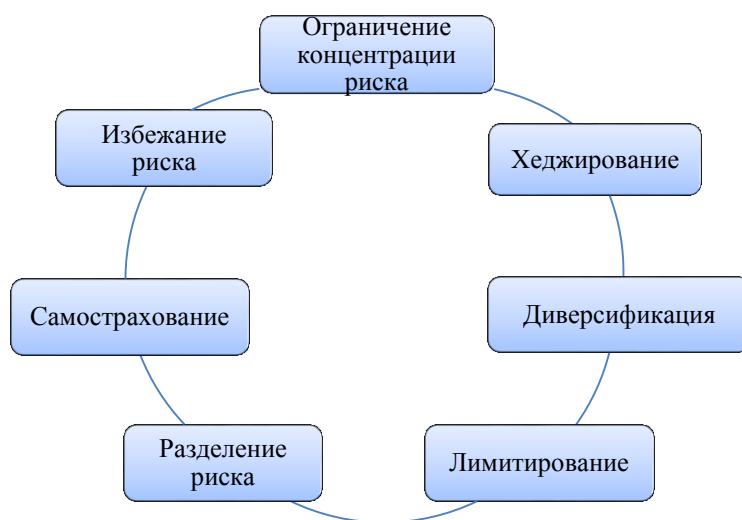 Ограничение
концентрации
риска
Избежание
риска
Хеджирование
Самострахование
Диверсификация
Разделение
риска
Лимитирование